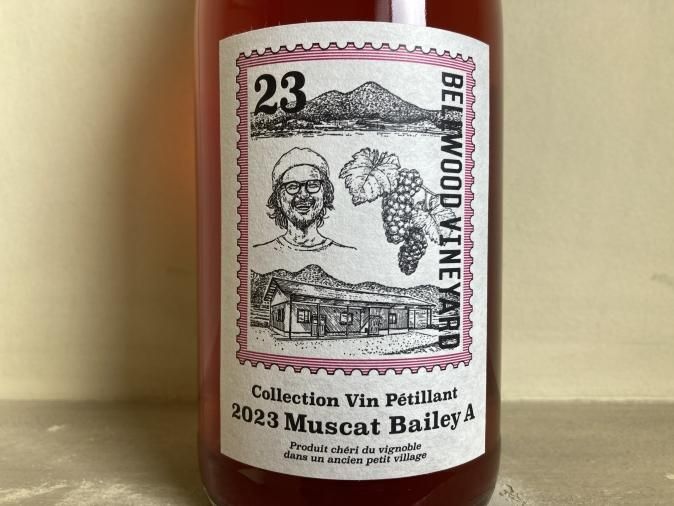 23
BELLWOOD VINEYARD
Collection Vin Pétillant
2023 Muscat Bailey A
Produit chéri du vignoble
dans un ancien petit village